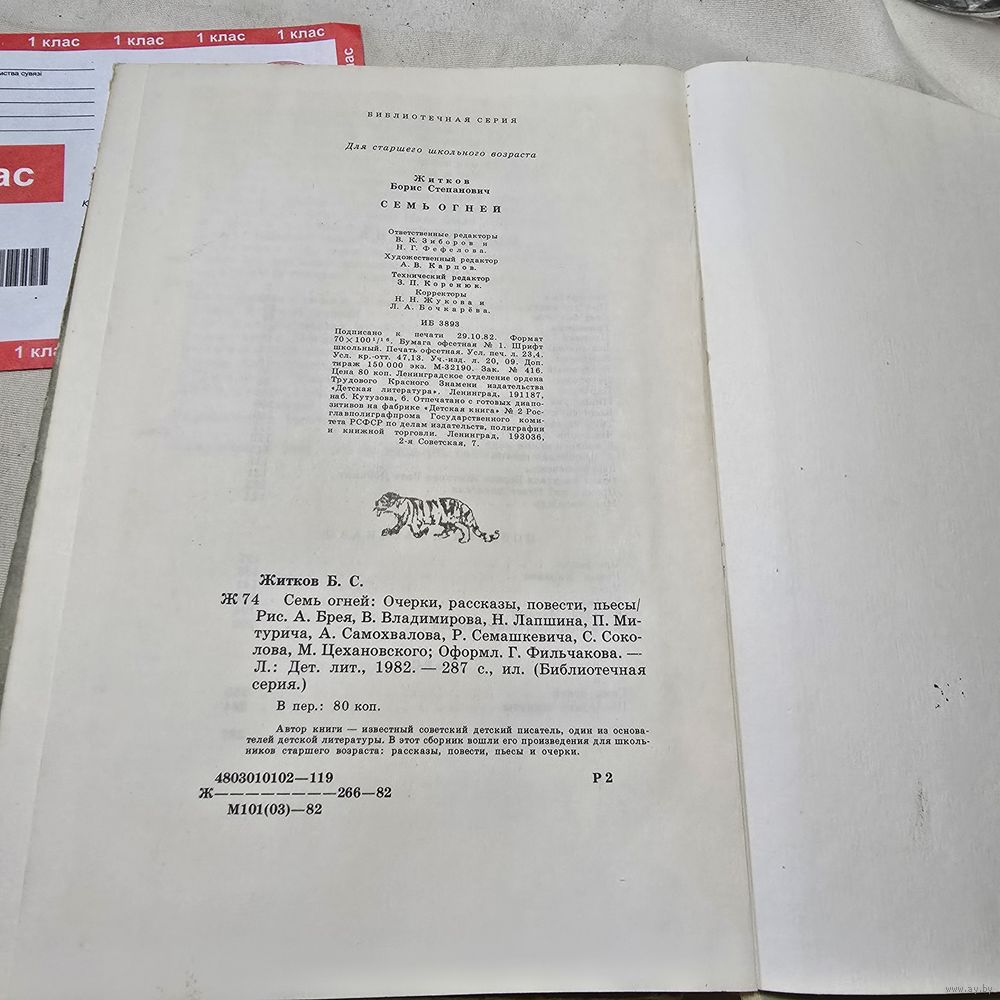 1 клас
1 клас
1 клас
1 клас
ас
інства сувязі
ас
1 кла
БИБЛИОТЕЧНАЯ СЕРИЯ
Для старшего школьного возраста
Житков
Борис Степанович
СЕМЬ ОГНЕЙ
Ответственные редакторы
В. К. Зиборов и
Н. Г. Фефелова.
Художественный редактор
А. В. Карпов.
Технический редактор
З. П. Коренюк.
Корректоры
Н. Н. Жукова и
Л. А. Бочкарёва.
ИБ 3893
Подписано к печати 29.10.82. Формат
70×100¹/₁₆. Бумага офсетная № 1. Шрифт
школьный. Печать офсетная. Усл. печ. л. 23,4.
Усл. кр.-отт. 47,13. Уч.-изд. л. 20, 09. Доп.
тираж 150 000 экз. М-32190. Зак. № 416.
Цена 80 коп. Ленинградское отделение ордена
Трудового Красного Знамени издательства
«Детская литература». Ленинград, 191187,
наб. Кутузова, 6. Отпечатано с готовых диапо-
зитивов на фабрике «Детская книга» № 2 Рос-
главполиграфпрома Государственного коми-
тета РСФСР по делам издательств, полиграфии
и книжной торговли. Ленинград, 193036,
2-я Советская, 7.
Житков Б. С.
Ж 74 Семь огней: Очерки, рассказы, повести, пьесы/
Рис. А. Брея, В. Владимирова, Н. Лапшина, П. Ми-
турича, А. Самохвалова, Р. Семашкевича, С. Соко-
лова, М. Цехановского; Оформл. Г. Фильчакова. —
Л.: Дет. лит., 1982. — 287 с., ил. (Библиотечная
серия.)
В пер.: 80 коп.
Автор книги — известный советский детский писатель, один из основа-
телей детской литературы. В этот сборник вошли его произведения для школь-
ников старшего возраста: рассказы, повести, пьесы и очерки.
4803010102—119 Р 2
Ж————————266—82
М101(03)—82
www.ay.by